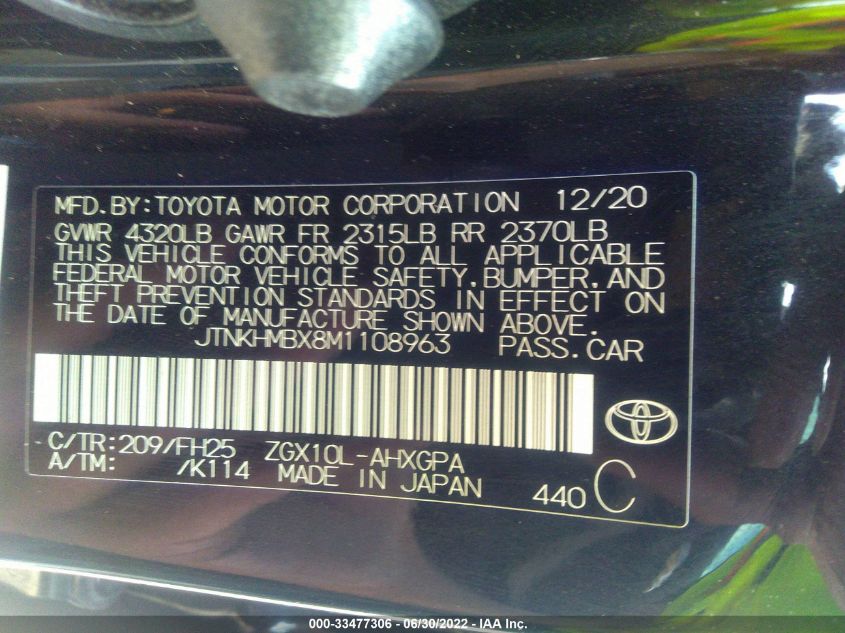 MFD.BY:TOYOTA MOTOR CORPORATION 12/20
GVWR 4320LB GAWR FR 2315LB RR 2370LB
THIS VEHICLE CONFORMS TO ALL APPLICABLE
FEDERAL MOTOR VEHICLE SAFETY,BUMPER,AND
THEFT PREVENTION STANDARDS IN EFFECT ON
THE DATE OF MANUFACTURE SHOWN ABOVE.
JTNKHMBX8M1108963 PASS.CAR
C/TR:209/FH25 ZGX10L-AHXGPA
A/TM: /K114 MADE IN JAPAN 440 C
000-33477306 - 06/30/2022 - IAA Inc.